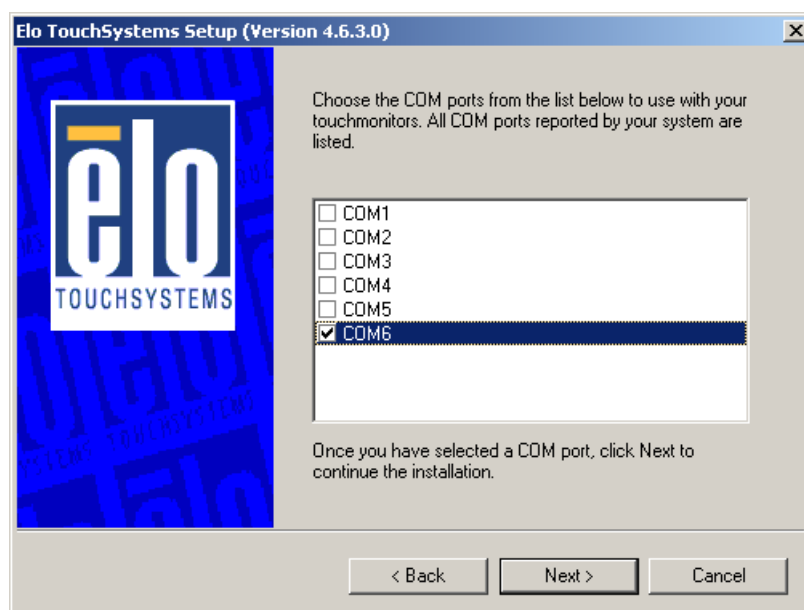 Elo TouchSystems Setup (Version 4.6.3.0)
elo
TOUCHSYSTEMS
Choose the COM ports from the list below to use with your
touchmonitors. All COM ports reported by your system are
listed.
COM1
COM2
COM3
COM4
COM5
COM6
Once you have selected a COM port, click Next to
continue the installation.
< Back
Next >
Cancel